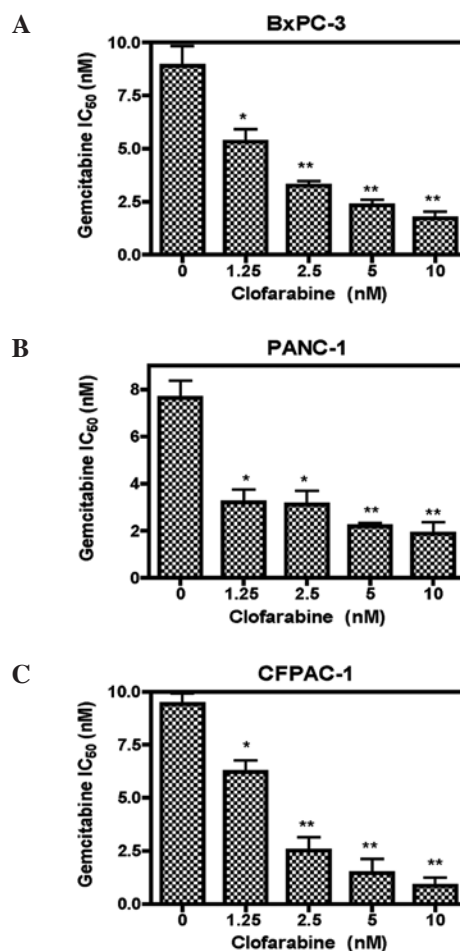 A
BxPC-3
Gemcitabine IC50 (nM)
10.0
7.5
5.0
2.5
0.0
*
**
**
**
0 1.25 2.5 5 10
Clofarabine (nM)
B
PANC-1
Gemcitabine IC50 (nM)
8
6
4
2
0
*
*
**
**
0 1.25 2.5 5 10
Clofarabine (nM)
C
CFPAC-1
Gemcitabine IC50 (nM)
10.0
7.5
5.0
2.5
0.0
*
**
**
**
0 1.25 2.5 5 10
Clofarabine (nM)